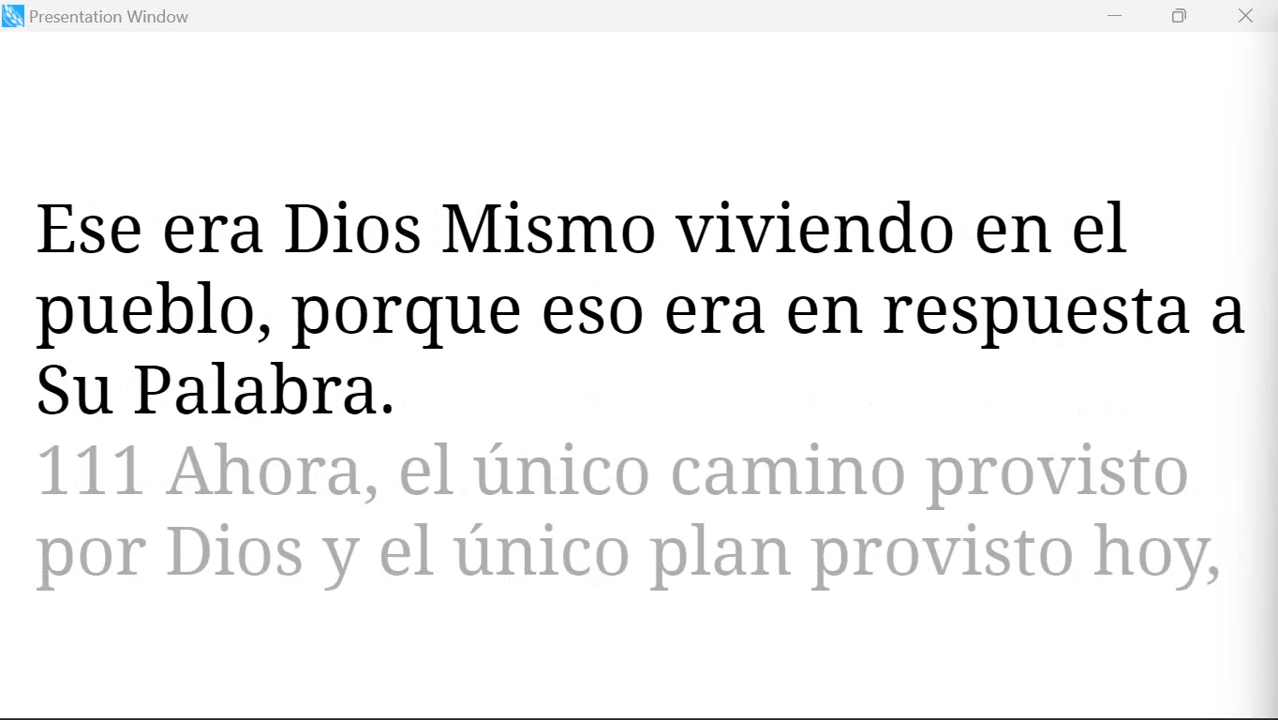 Presentation Window
Ese era Dios Mismo viviendo en el
pueblo, porque eso era en respuesta a
Su Palabra.
111 Ahora, el único camino provisto
por Dios y el único plan provisto hoy,